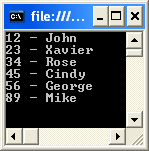 file:///...
12 - John
23 - Xavier
34 - Rose
45 - Cindy
56 - George
89 - Mike